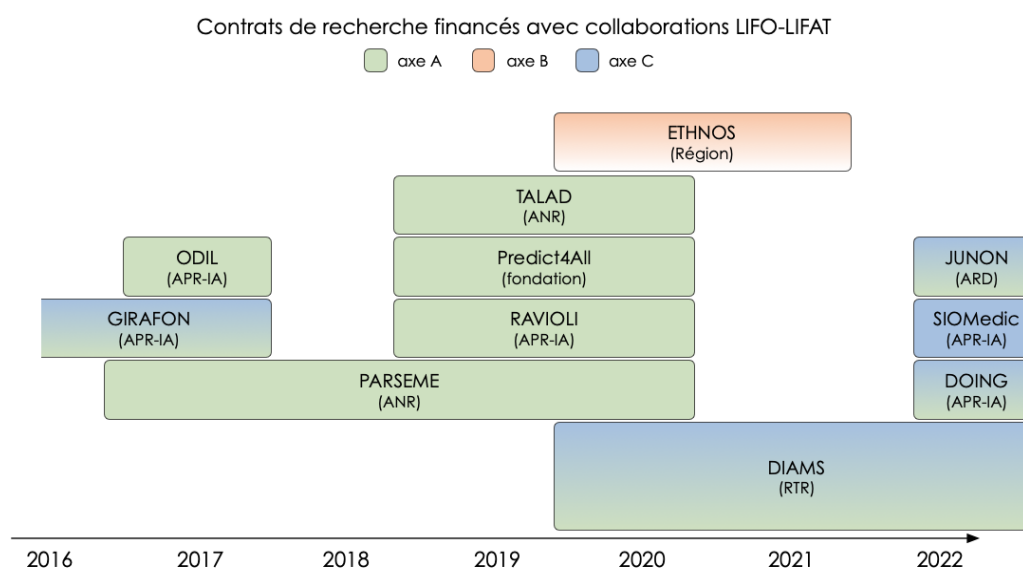 Contrats de recherche financés avec collaborations LIFO-LIFAT
axe A axe B axe C
ETHNOS
(Région)
TALAD
(ANR)
ODIL
(APR-IA)
Predict4All
(fondation)
JUNON
(ARD)
GIRAFON
(APR-IA)
RAVIOLI
(APR-IA)
SIOMedic
(APR-IA)
PARSEME
(ANR)
DOING
(APR-IA)
DIAMS
(RTR)
2016 2017 2018 2019 2020 2021 2022